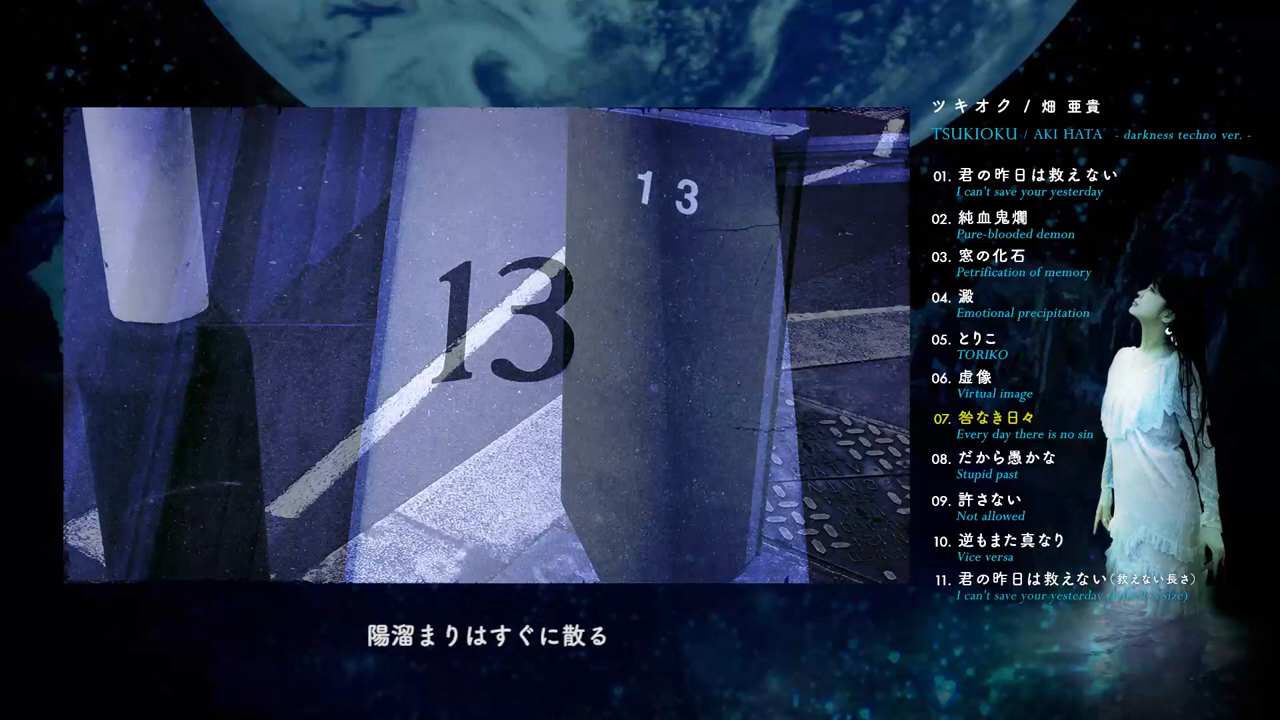 ツキオク / 畑 亜貴
TSUKIOKU / AKI HATA - darkness techno ver. -
01. 君の昨日は救えない
I can't save your yesterday
02. 純血鬼爛
Pure-blooded demon
03. 窓の化石
Petrification of memory
04. 澱
Emotional precipitation
05. とりこ
TORIKO
06. 虚像
Virtual image
07. 咎なき日々
Every day there is no sin
08. だから愚かな
Stupid past
09. 許さない
Not allowed
10. 逆もまた真なり
Vice versa
11. 君の昨日は救えない(救えない長さ)
I can't save your yesterday
13
13
陽溜まりはすぐに散る